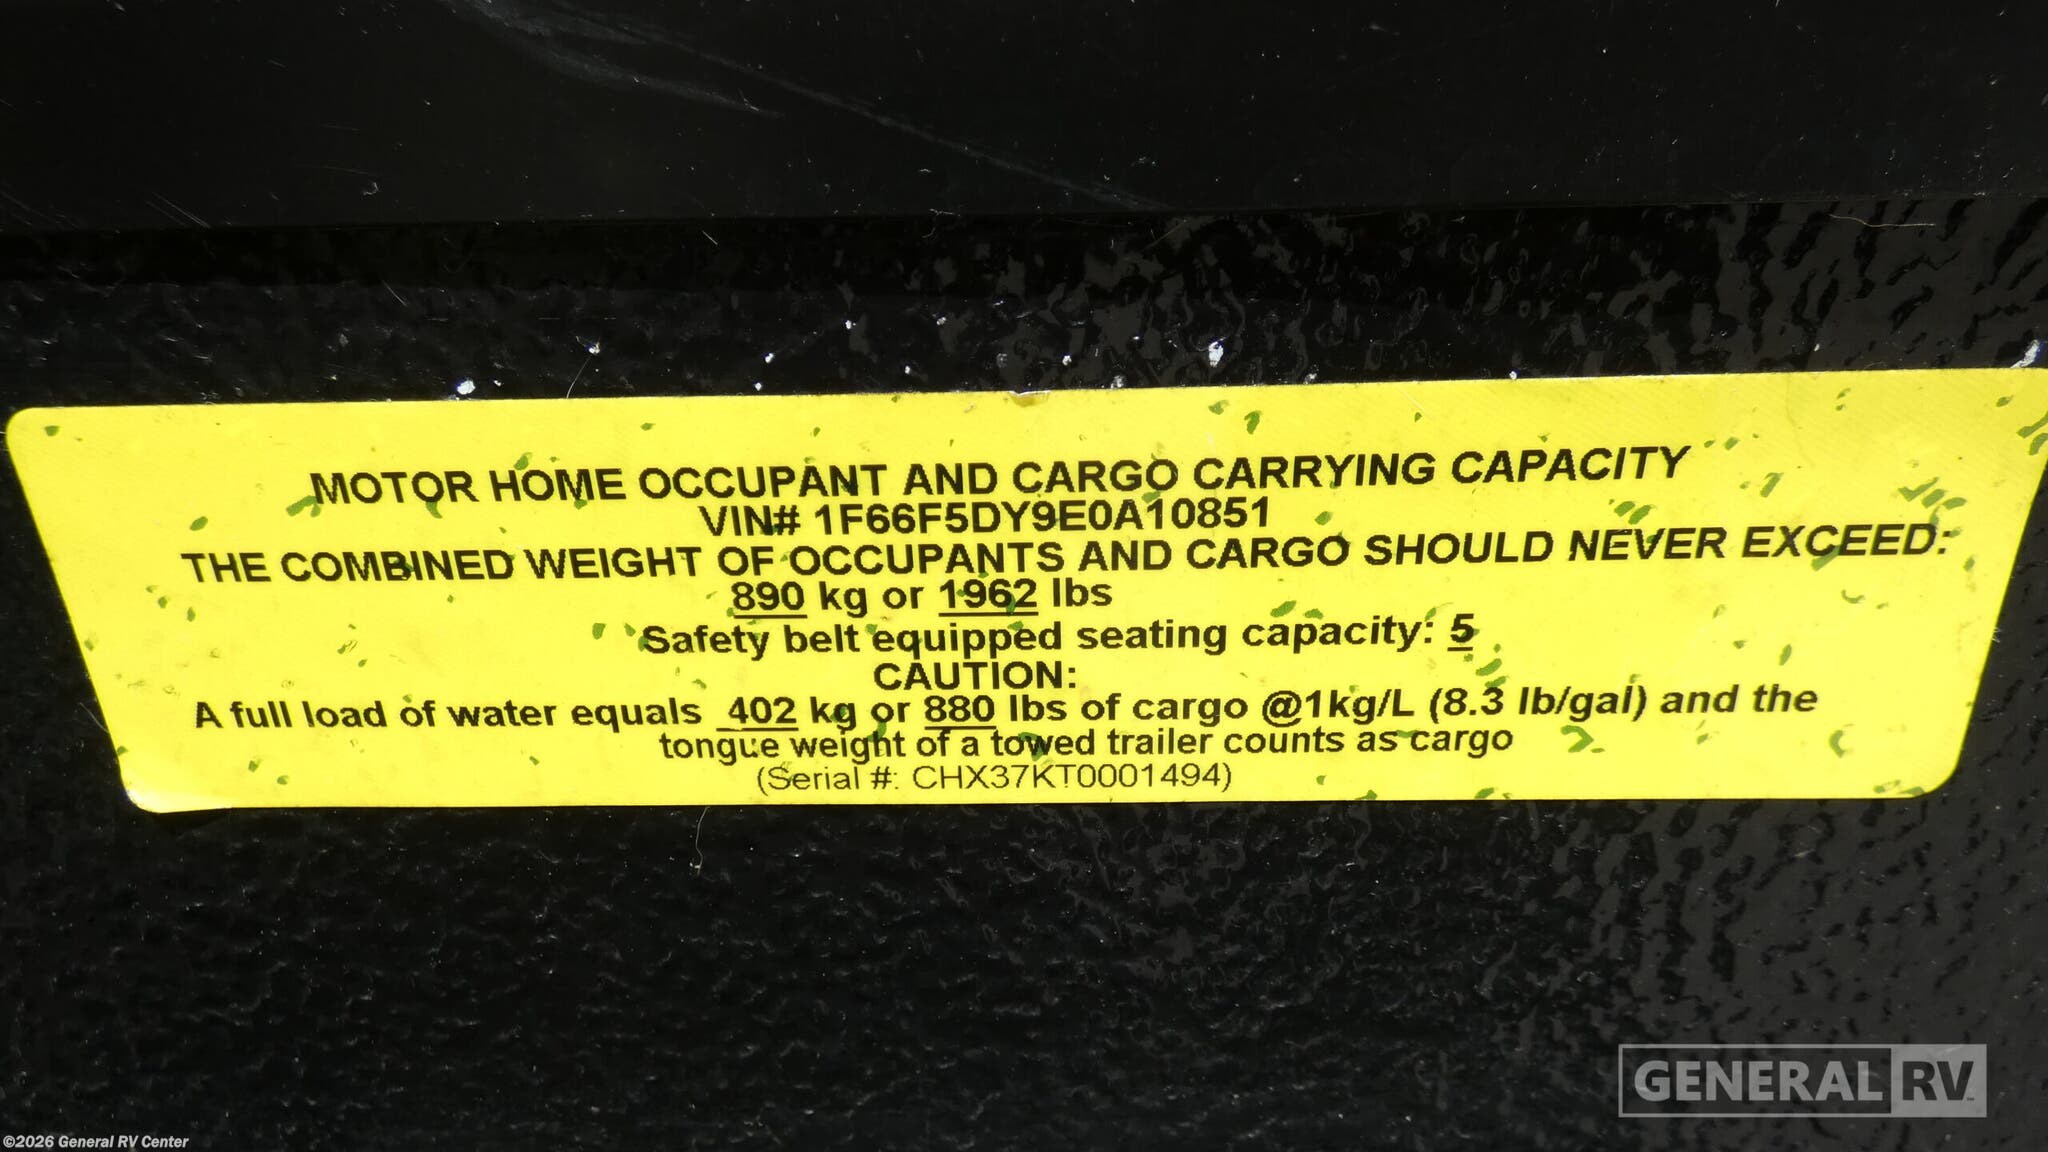 MOTOR HOME OCCUPANT AND CARGO CARRYING CAPACITY
VIN# 1F66F5DY9E0A10851
THE COMBINED WEIGHT OF OCCUPANTS AND CARGO SHOULD NEVER EXCEED:
890 kg or 1962 lbs
Safety belt equipped seating capacity: 5
CAUTION:
A full load of water equals 402 kg or 880 lbs of cargo @1kg/L (8.3 lb/gal) and the
tongue weight of a towed trailer counts as cargo
(Serial #: CHX37KT0001494)
GENERAL RV
©2026 General RV Center